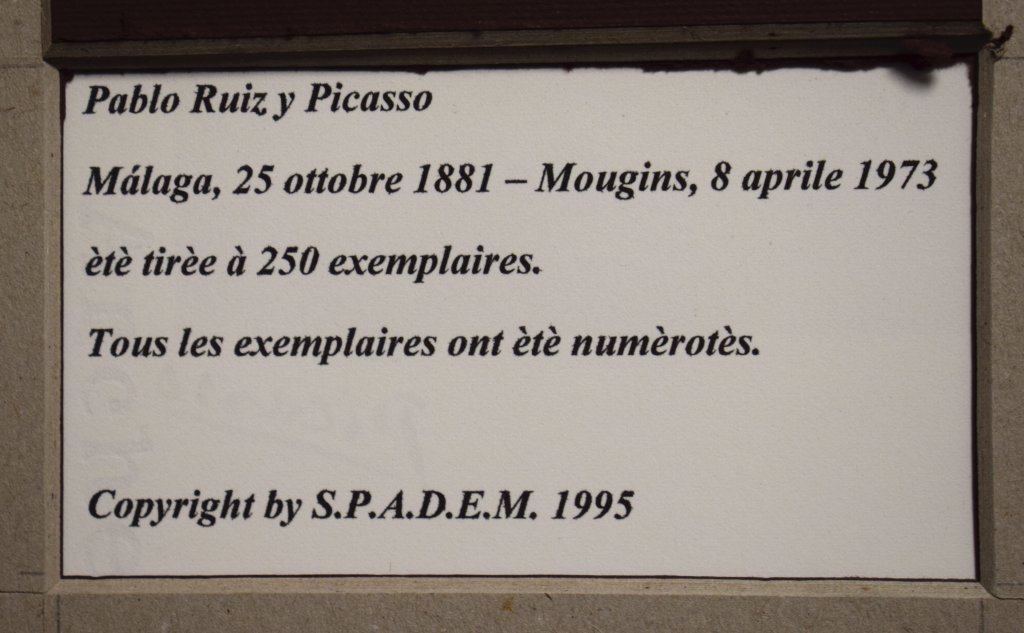 Pablo Ruiz y Picasso
Málaga, 25 ottobre 1881 – Mougins, 8 aprile 1973
ètè tirèe à 250 exemplaires.
Tous les exemplaires ont ètè numèrotès.
Copyright by S.P.A.D.E.M. 1995